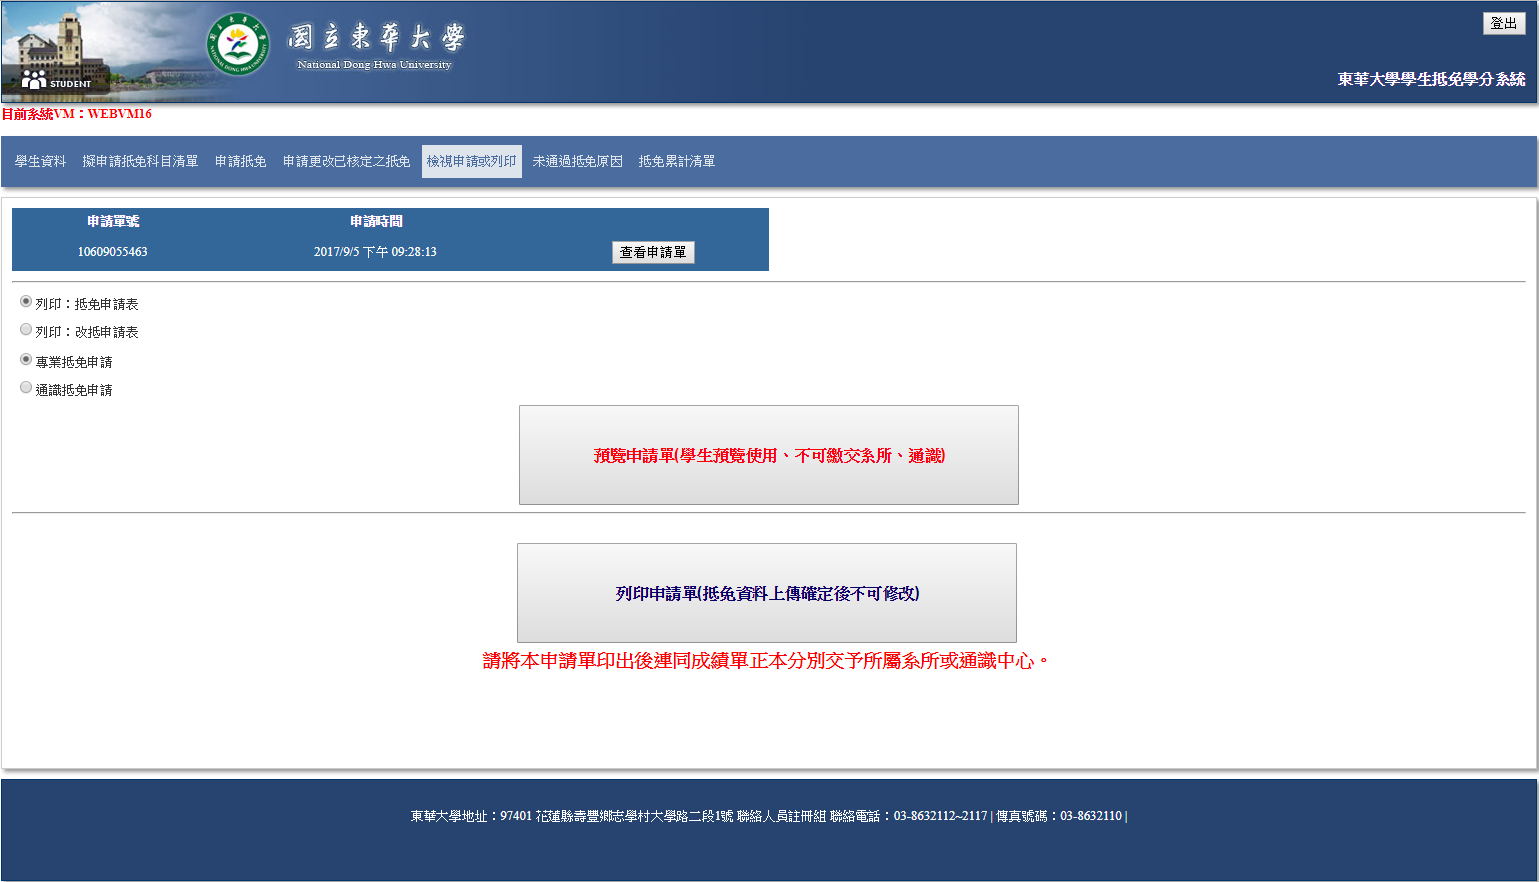 國立東華大學
National Dong Hwa University
STUDENT
登出
東華大學學生抵免學分系統
目前系統VM：WEBVM16
學生資料 擬申請抵免科目清單 申請抵免 申請更改已核定之抵免 檢視申請或列印 未通過抵免原因 抵免累計清單
申請單號 申請時間
10609055463 2017/9/5 下午 09:28:13 查看申請單
列印：抵免申請表
列印：改抵申請表
專業抵免申請
通識抵免申請
預覽申請單(學生預覽使用、不可繳交系所、通識)
列印申請單(抵免資料上傳確定後不可修改)
請將本申請單印出後連同成績單正本分別交予所屬系所或通識中心。
東華大學地址：97401 花蓮縣壽豐鄉志學村大學路二段1號 聯絡人員註冊組 聯絡電話：03-8632112~2117 | 傳真號碼：03-8632110 |